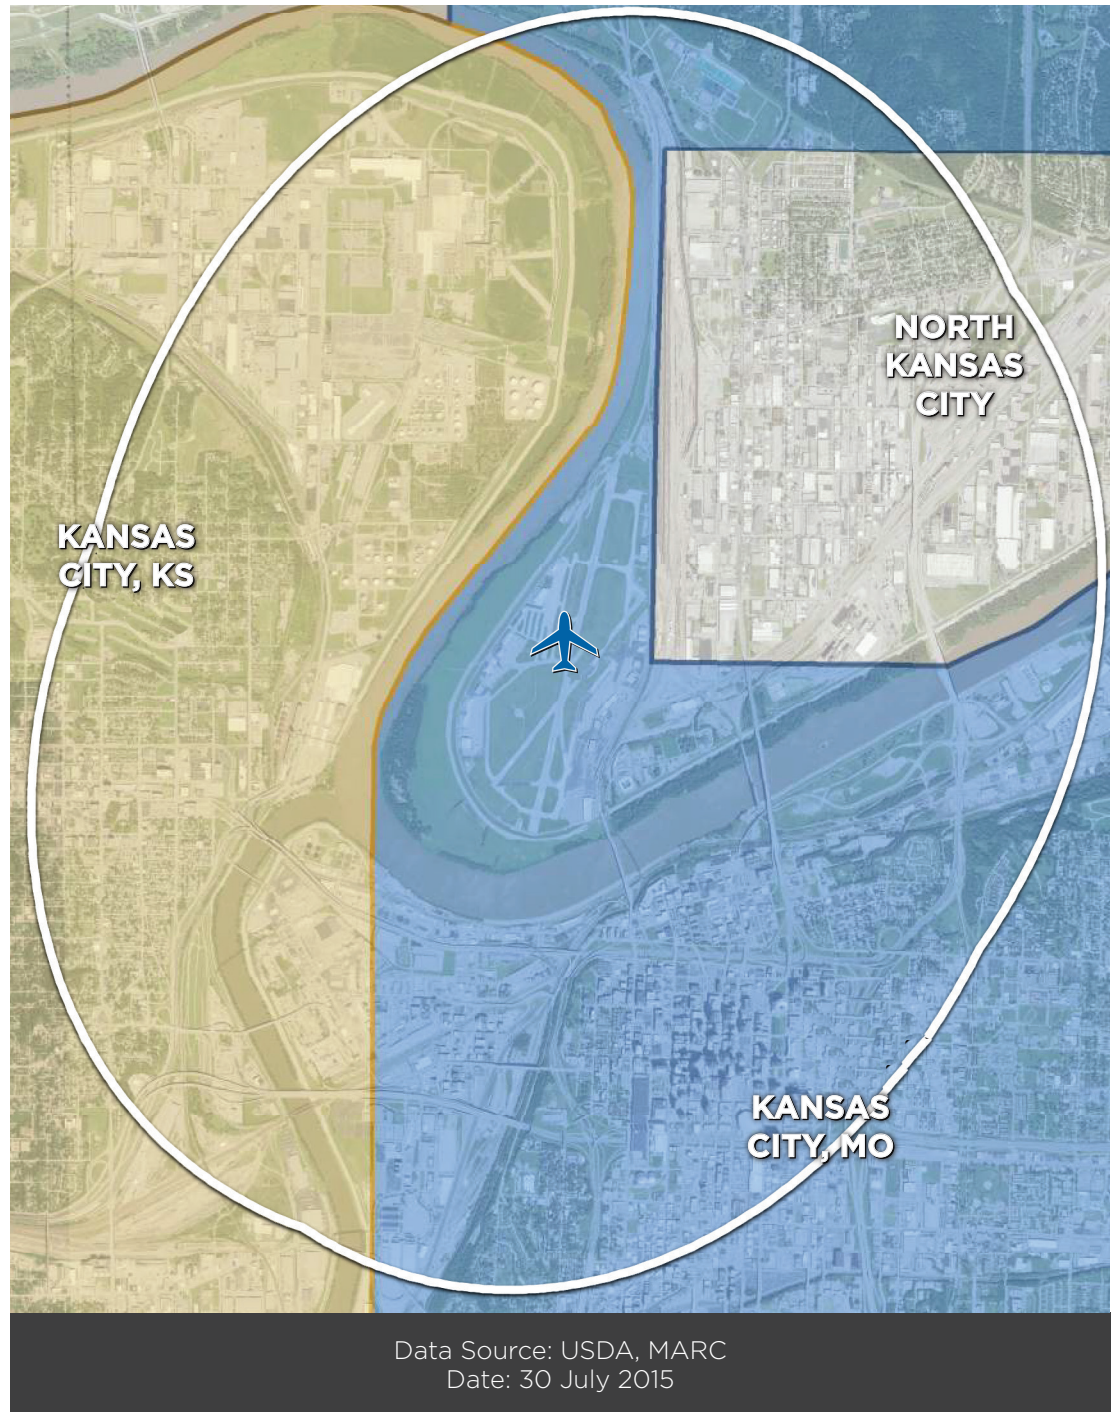 NORTH
KANSAS
CITY
KANSAS
CITY, KS
KANSAS
CITY, MO
Data Source: USDA, MARC
Date: 30 July 2015